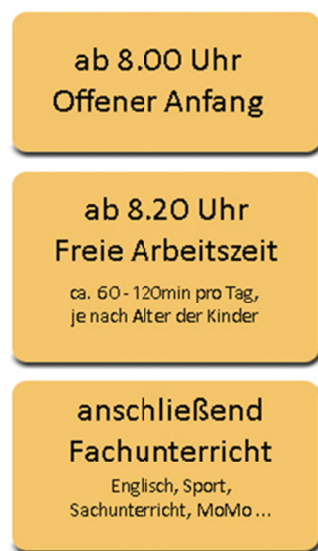 ab 8.00 Uhr
Offener Anfang
ab 8.20 Uhr
Freie Arbeitszeit
ca. 60 - 120min pro Tag,
je nach Alter der Kinder
anschließend
Fachunterricht
Englisch, Sport,
Sachunterricht, MoMo ...